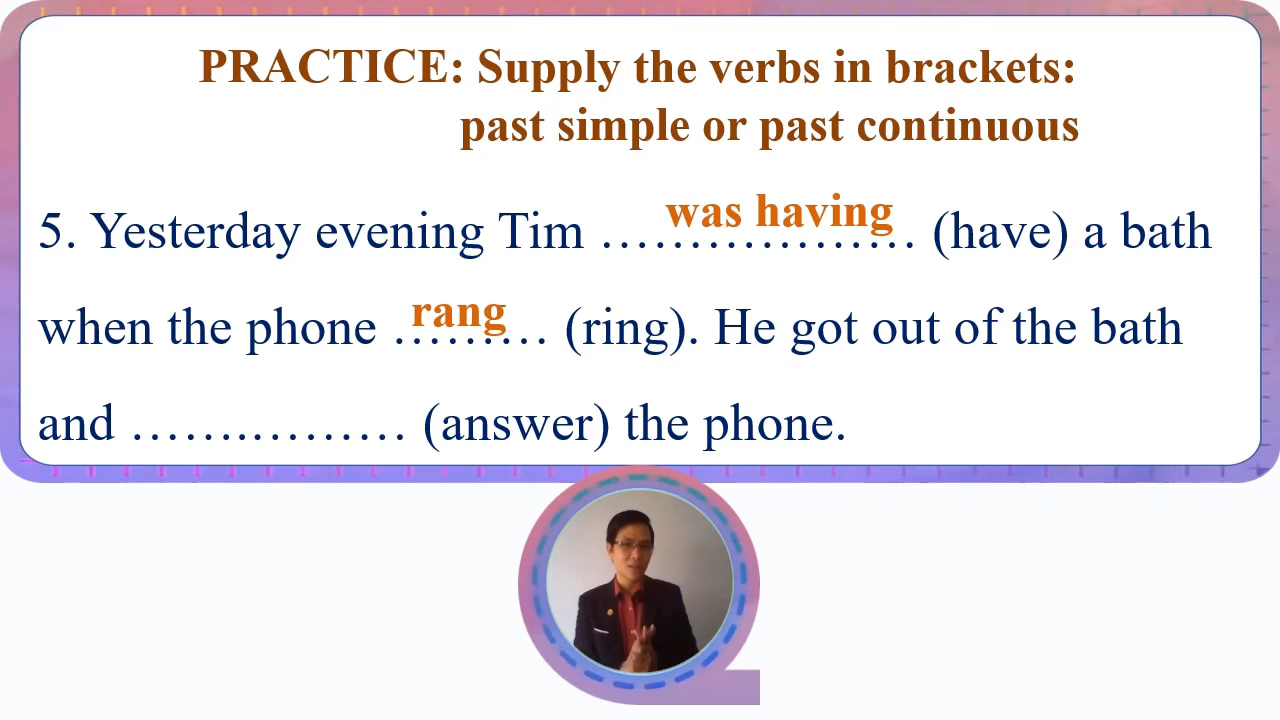 PRACTICE: Supply the verbs in brackets:
past simple or past continuous
was having
5. Yesterday evening Tim ……………… (have) a bath
rang
when the phone ……… (ring). He got out of the bath
and …….……… (answer) the phone.